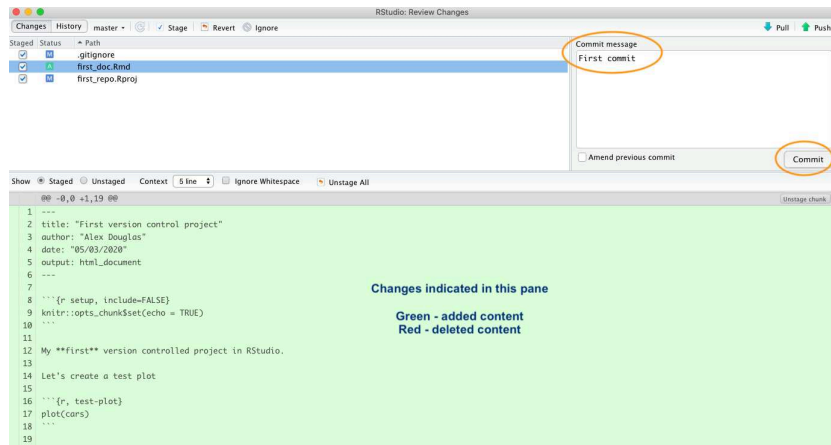 RStudio: Review Changes
Changes History master Stage Revert Ignore Pull Push
Staged Status Path
M .gitignore
A first_doc.Rmd
M first_repo.Rproj
Commit message
First commit
Amend previous commit Commit
Show Staged Unstaged Context 5 line Ignore Whitespace Unstage All
@@ -0,0 +1,19 @@ Unstage chunk
1 ---
2 title: "First version control project"
3 author: "Alex Douglas"
4 date: "05/03/2020"
5 output: html_document
6 ---
7
8 ```{r setup, include=FALSE}
9 knitr::opts_chunk$set(echo = TRUE)
10 ```
11
12 My **first** version controlled project in RStudio.
13
14 Let's create a test plot
15
16 ```{r, test-plot}
17 plot(cars)
18 ```
19
Changes indicated in this pane
Green - added content
Red - deleted content